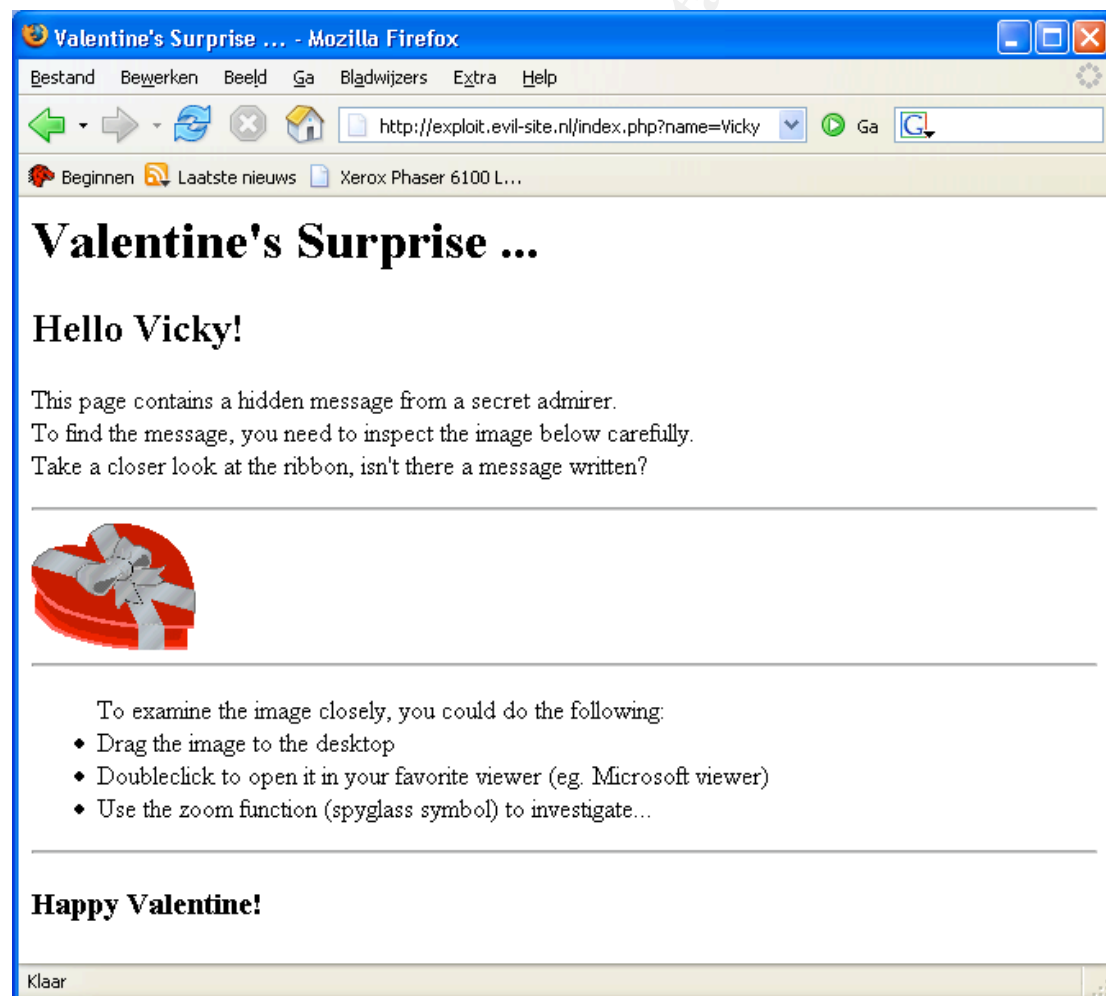 Valentine's Surprise ... - Mozilla Firefox
Bestand Bewerken Beeld Ga Bladwijzers Extra Help
http://exploit.evil-site.nl/index.php?name=Vicky Ga G
Beginnen Laatste nieuws Xerox Phaser 6100 L...
Valentine's Surprise ...
Hello Vicky!
This page contains a hidden message from a secret admirer.
To find the message, you need to inspect the image below carefully.
Take a closer look at the ribbon, isn't there a message written?
To examine the image closely, you could do the following:
• Drag the image to the desktop
• Doubleclick to open it in your favorite viewer (eg. Microsoft viewer)
• Use the zoom function (spyglass symbol) to investigate...
Happy Valentine!
Klaar